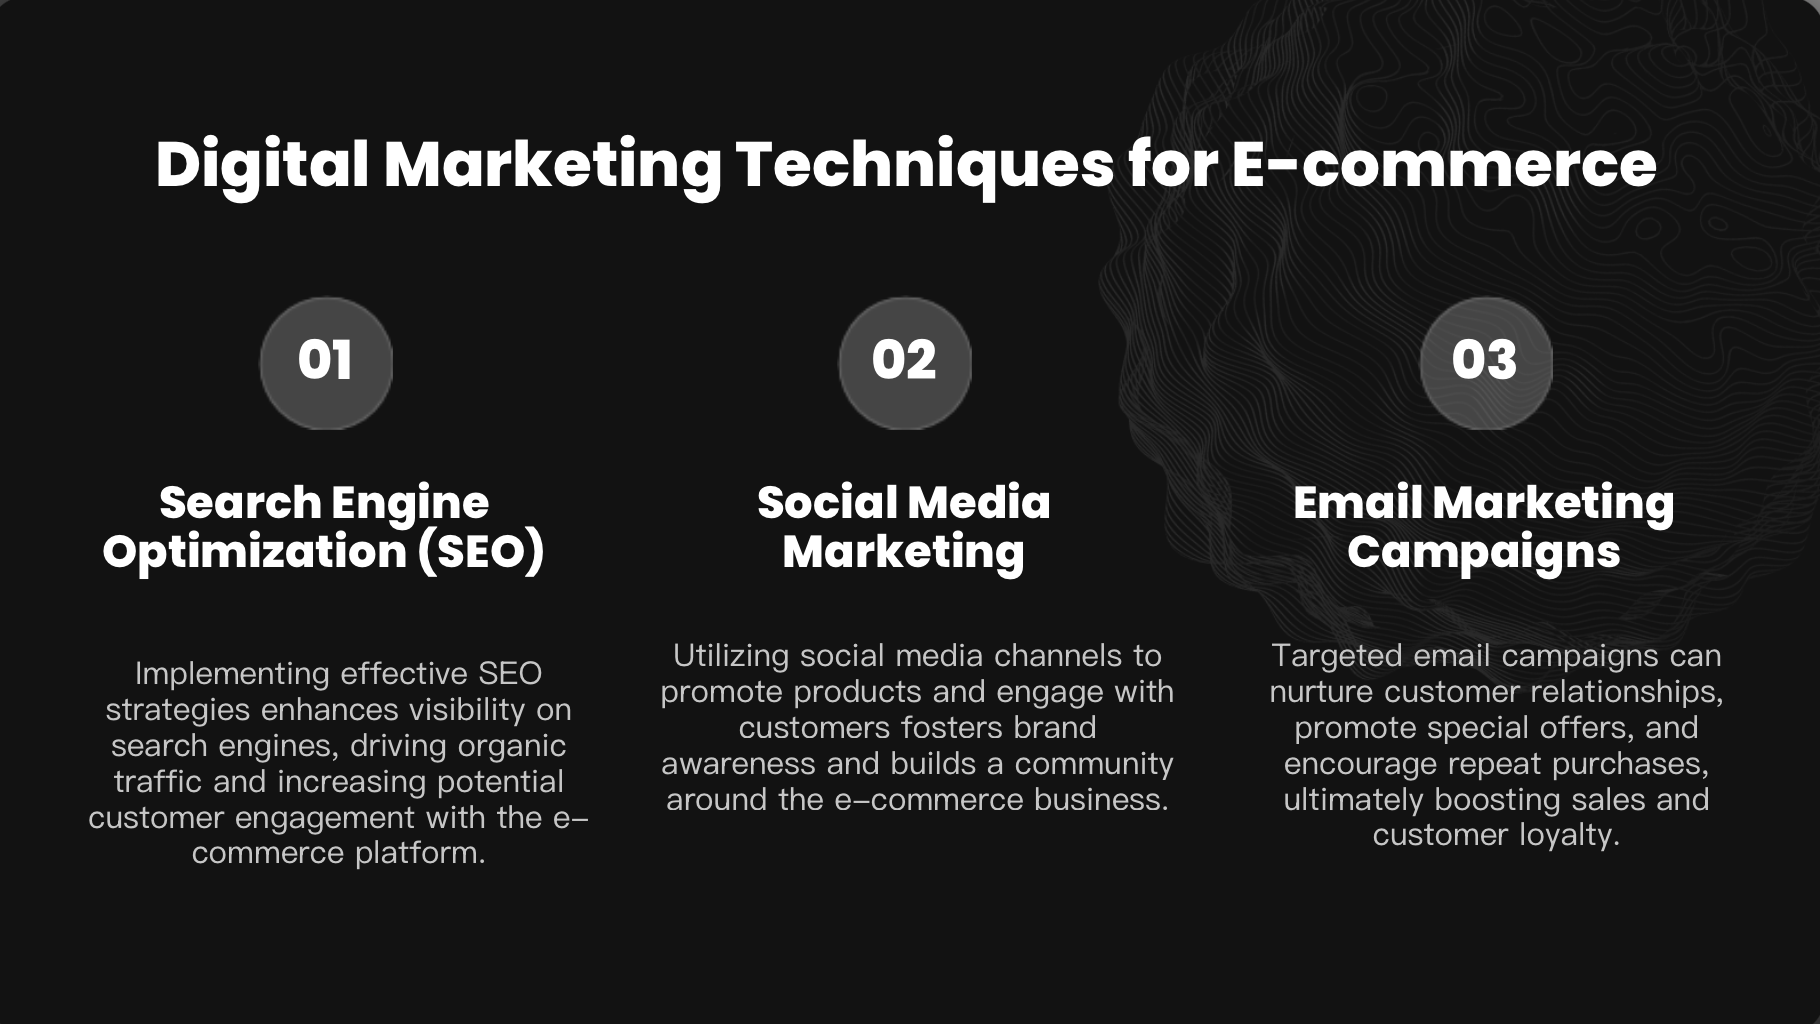 Digital Marketing Techniques for E-commerce
01
Search Engine
Optimization (SEO)
Implementing effective SEO
strategies enhances visibility on
search engines, driving organic
traffic and increasing potential
customer engagement with the e-
commerce platform.
02
Social Media
Marketing
Utilizing social media channels to
promote products and engage with
customers fosters brand
awareness and builds a community
around the e-commerce business.
03
Email Marketing
Campaigns
Targeted email campaigns can
nurture customer relationships,
promote special offers, and
encourage repeat purchases,
ultimately boosting sales and
customer loyalty.